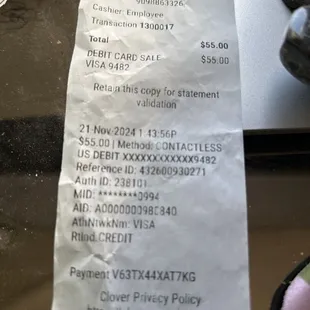 Cashier: Employee
Transaction 1300017
Total $55.00
DEBIT CARD SALE $55.00
VISA 9482
Retain this copy for statement
validation
21 Nov 2024 1:43:56P
$55.00 | Method: CONTACTLESS
US DEBIT XXXXXXXXXXXX9482
Reference ID: 432600930271
Auth ID: 238101
MID: ********0994
AID: A0000000980840
AthNtwkNm: VISA
RtInd:CREDIT
Payment V63TX44XAT7KG
Clover Privacy Policy